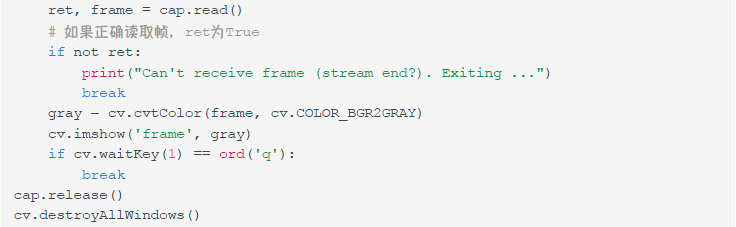 ret, frame = cap.read()
# 如果正确读取帧，ret为True
if not ret:
print("Can't receive frame (stream end?). Exiting ...")
break
gray = cv.cvtColor(frame, cv.COLOR_BGR2GRAY)
cv.imshow('frame', gray)
if cv.waitKey(1) == ord('q'):
break
cap.release()
cv.destroyAllWindows()